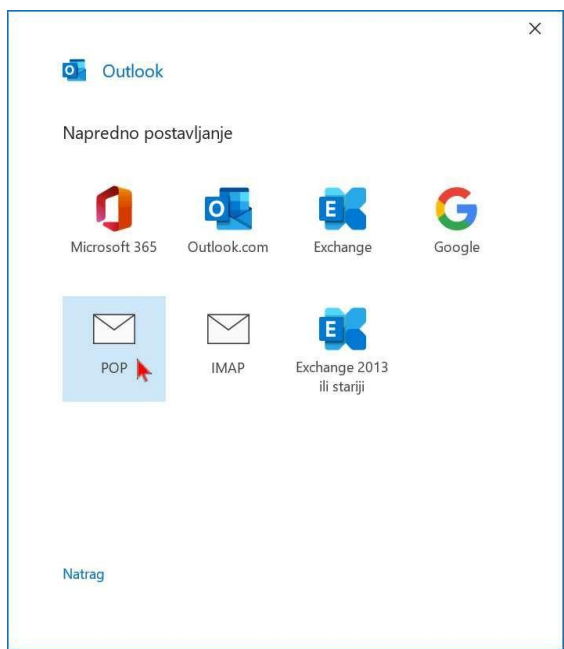 Outlook
Napredno postavljanje
Microsoft 365
Outlook.com
Exchange
Google
POP
IMAP
Exchange 2013
ili stariji
Natrag